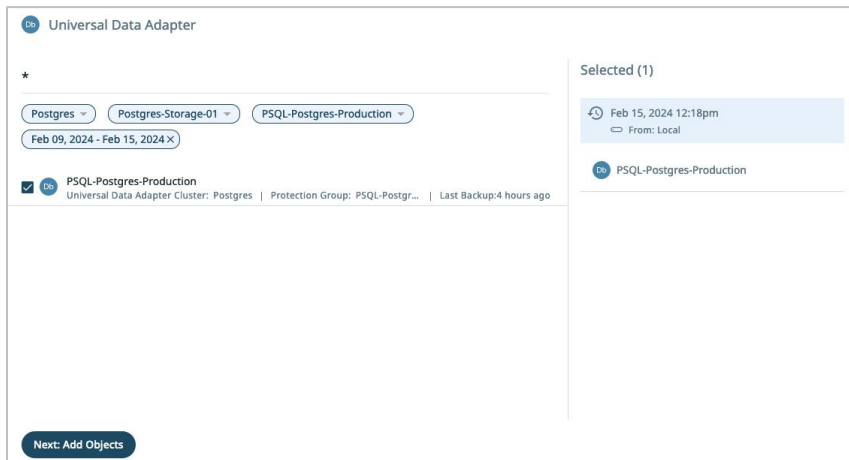 Db Universal Data Adapter
*
Postgres Postgres-Storage-01 PSQL-Postgres-Production
Feb 09, 2024 - Feb 15, 2024 ×
Db PSQL-Postgres-Production
Universal Data Adapter Cluster: Postgres | Protection Group: PSQL-Postgr... | Last Backup:4 hours ago
Next: Add Objects
Selected (1)
Feb 15, 2024 12:18pm
From: Local
Db PSQL-Postgres-Production